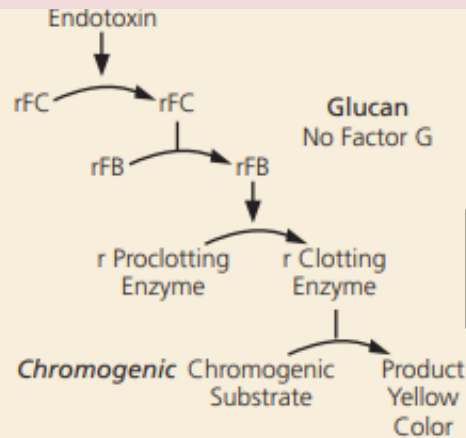 Endotoxin
rFC rFC
Glucan
No Factor G
rFB rFB
r Proclotting r Clotting
Enzyme Enzyme
Chromogenic Chromogenic Product
Substrate Yellow
Color